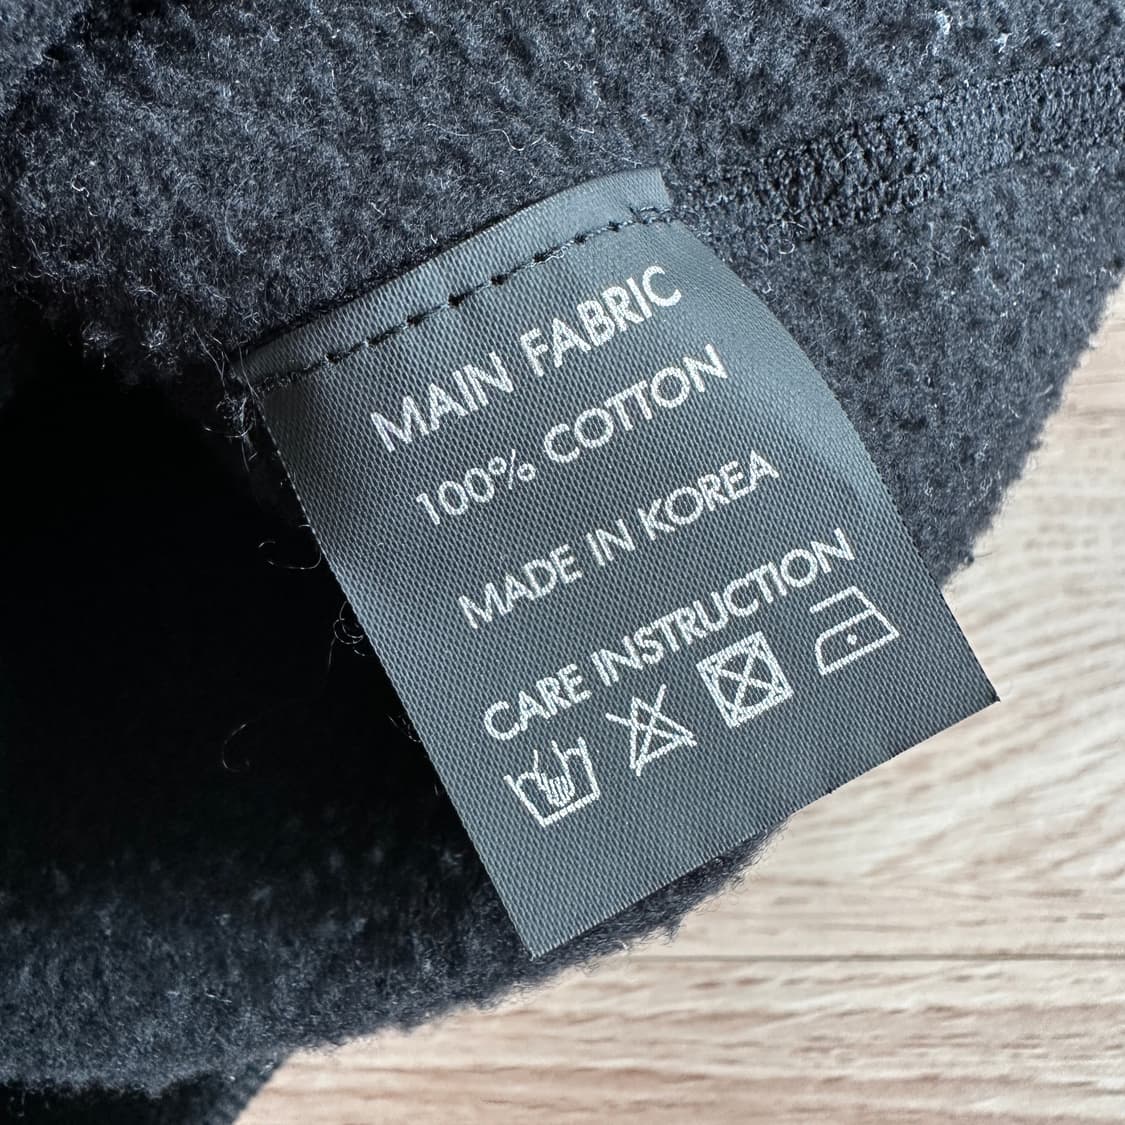 MAIN FABRIC
100% COTTON
MADE IN KOREA
CARE INSTRUCTION